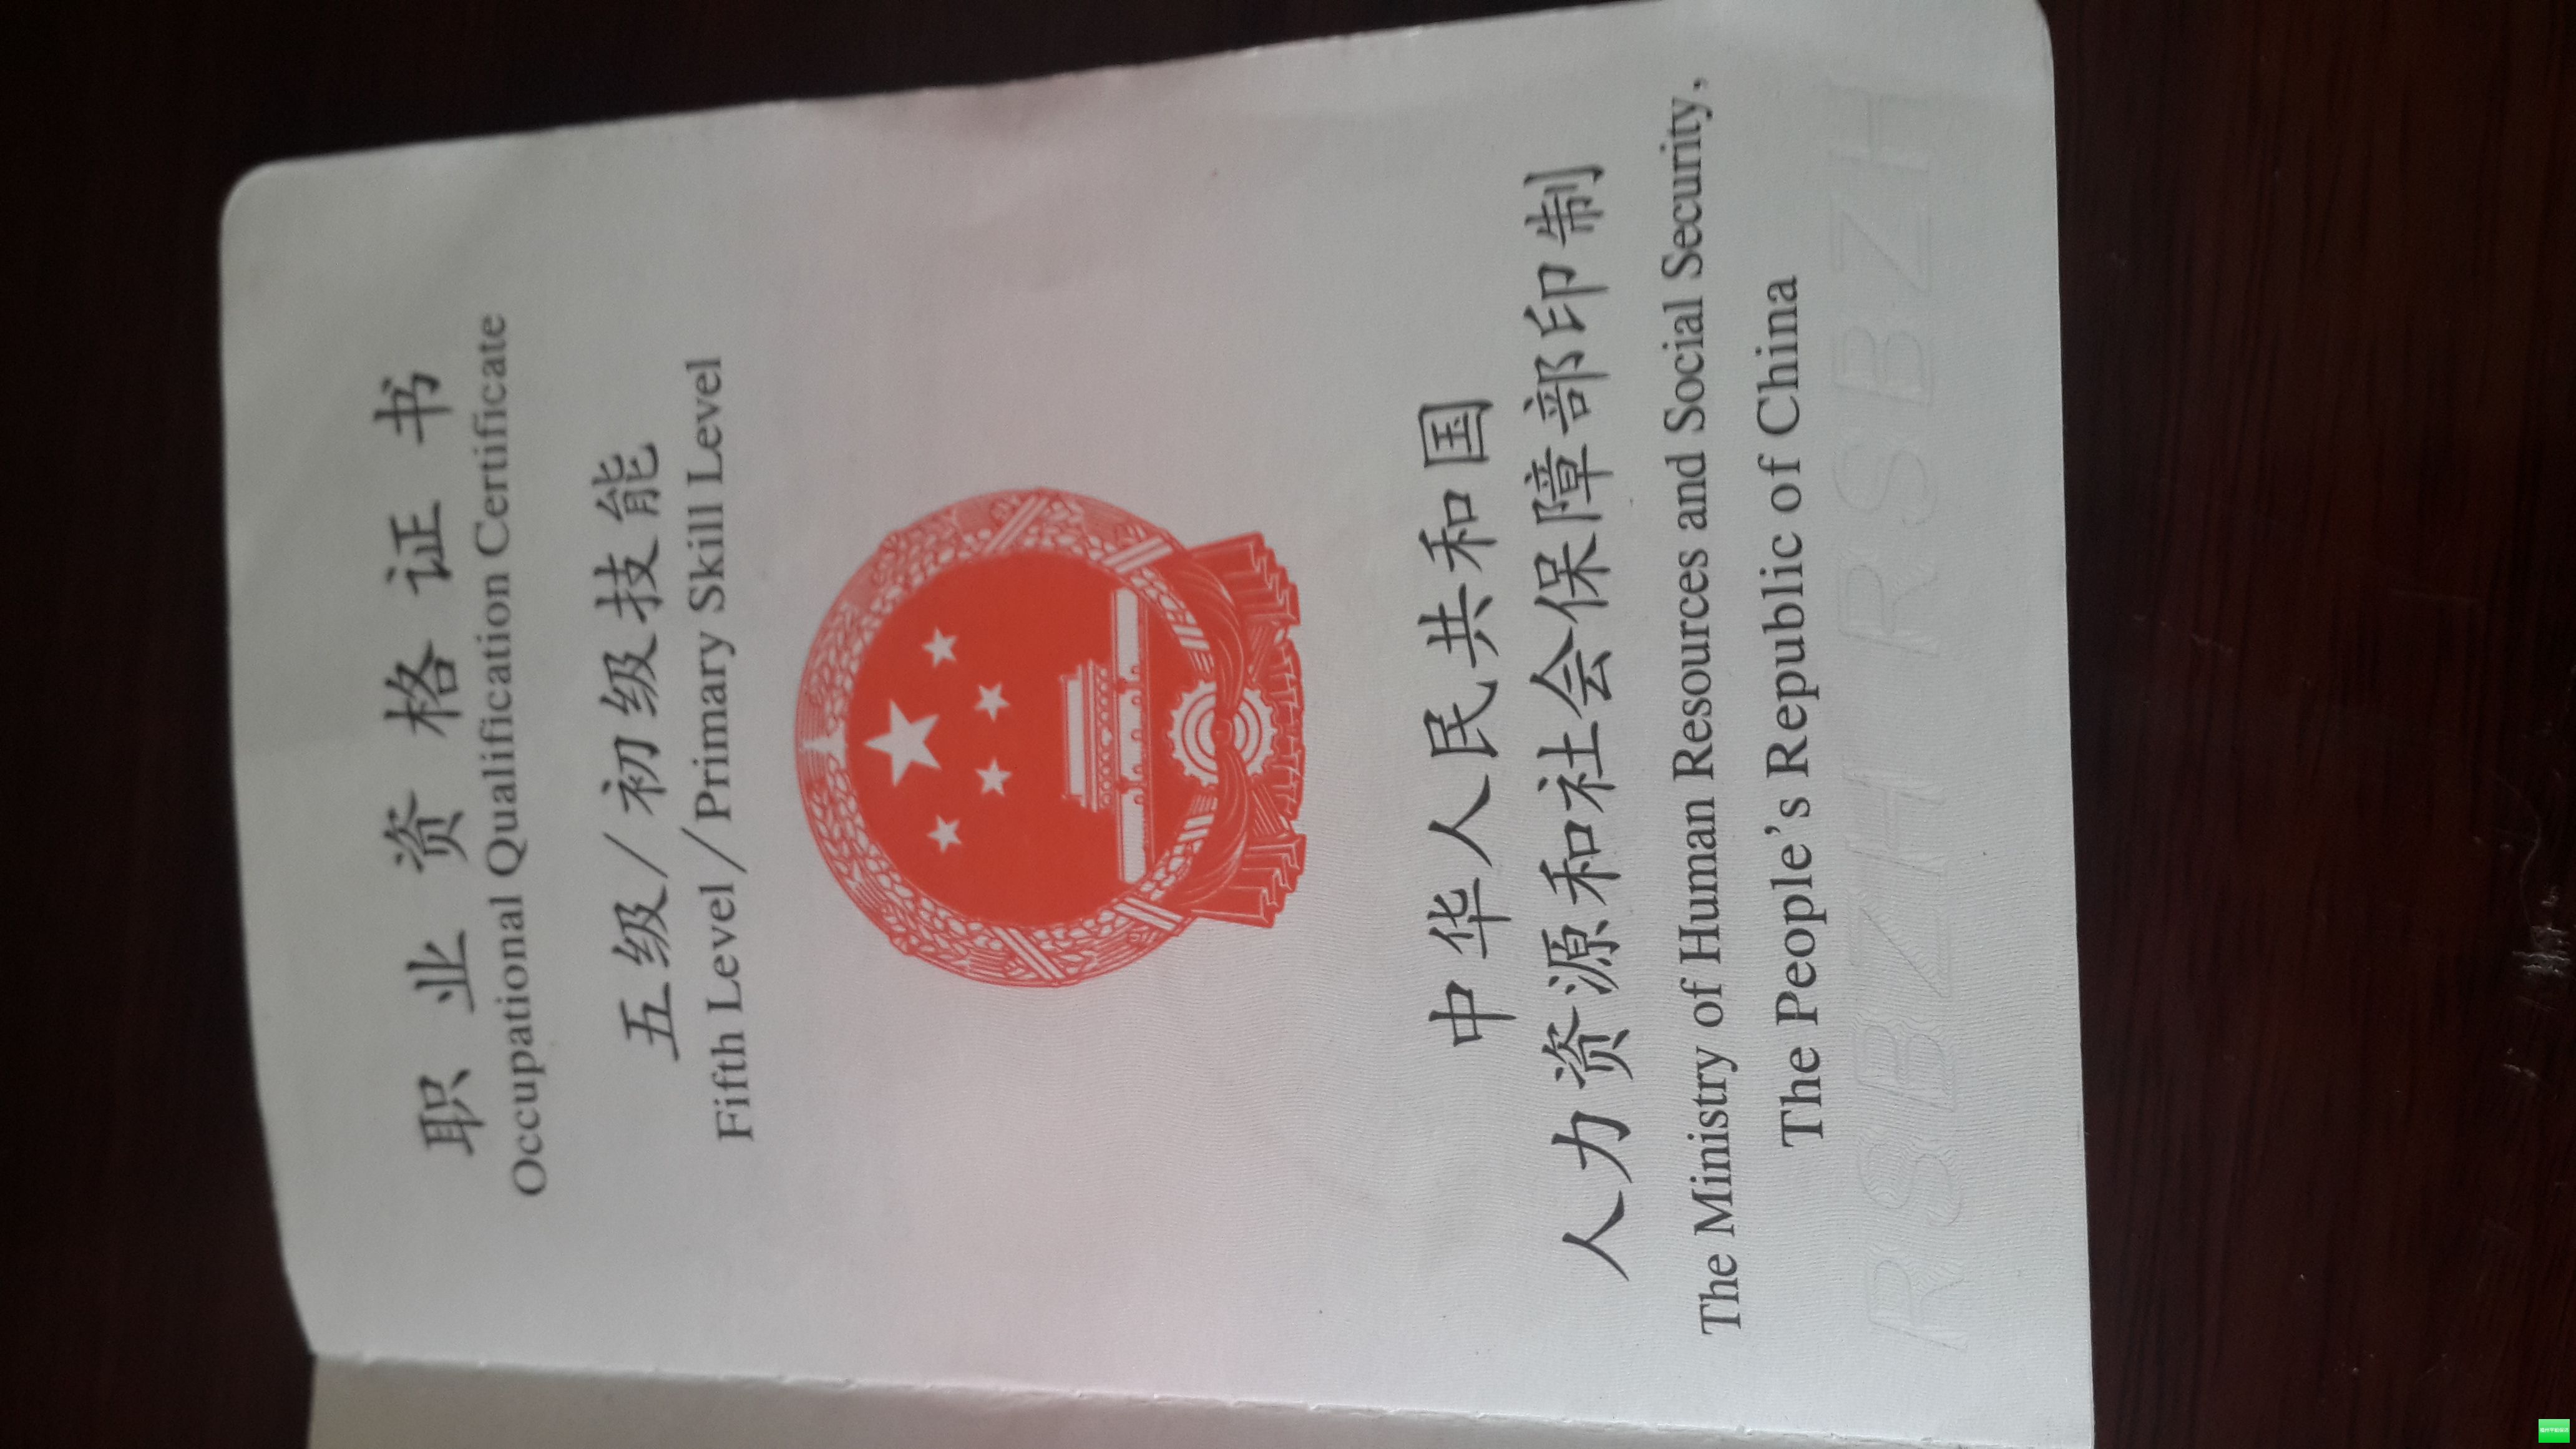 职业资格证书
Occupational Qualification Certificate
五级/初级技能
Fifth Level/Primary Skill Level
中华人民共和国
人力资源和社会保障部印制
The Ministry of Human Resources and Social Security,
The People's Republic of China
RSBZH RSBZH